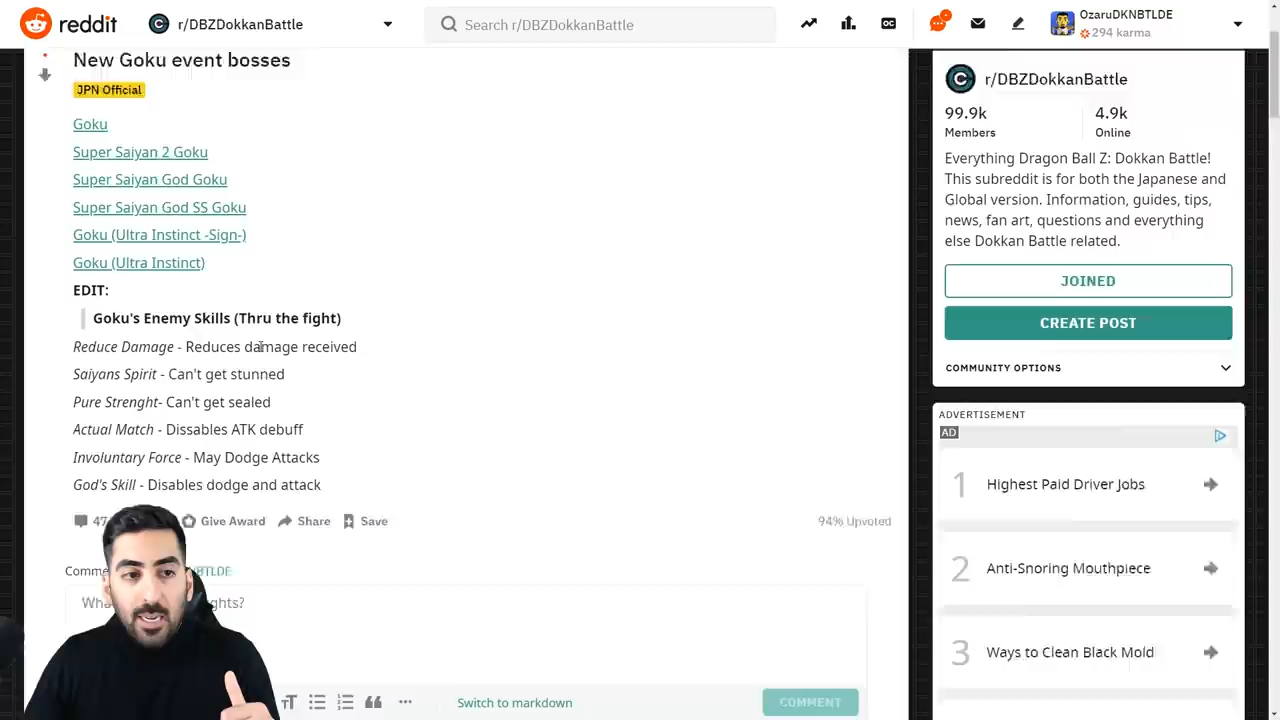 reddit
r/DBZDokkanBattle
Search r/DBZDokkanBattle
OzaruDKNBTLDE
294 karma
New Goku event bosses
JPN Official
Goku
Super Saiyan 2 Goku
Super Saiyan God Goku
Super Saiyan God SS Goku
Goku (Ultra Instinct -Sign-)
Goku (Ultra Instinct)
EDIT:
Goku's Enemy Skills (Thru the fight)
Reduce Damage - Reduces damage received
Saiyans Spirit - Can't get stunned
Pure Strenght- Can't get sealed
Actual Match - Dissables ATK debuff
Involuntary Force - May Dodge Attacks
God's Skill - Disables dodge and attack
47
Give Award
Share
Save
94% Upvoted
Switch to markdown
COMMENT
r/DBZDokkanBattle
99.9k
4.9k
Members
Online
Everything Dragon Ball Z: Dokkan Battle!
This subreddit is for both the Japanese and
Global version. Information, guides, tips,
news, fan art, questions and everything
else Dokkan Battle related.
JOINED
CREATE POST
COMMUNITY OPTIONS
ADVERTISEMENT
AD
1 Highest Paid Driver Jobs
2 Anti-Snoring Mouthpiece
3 Ways to Clean Black Mold